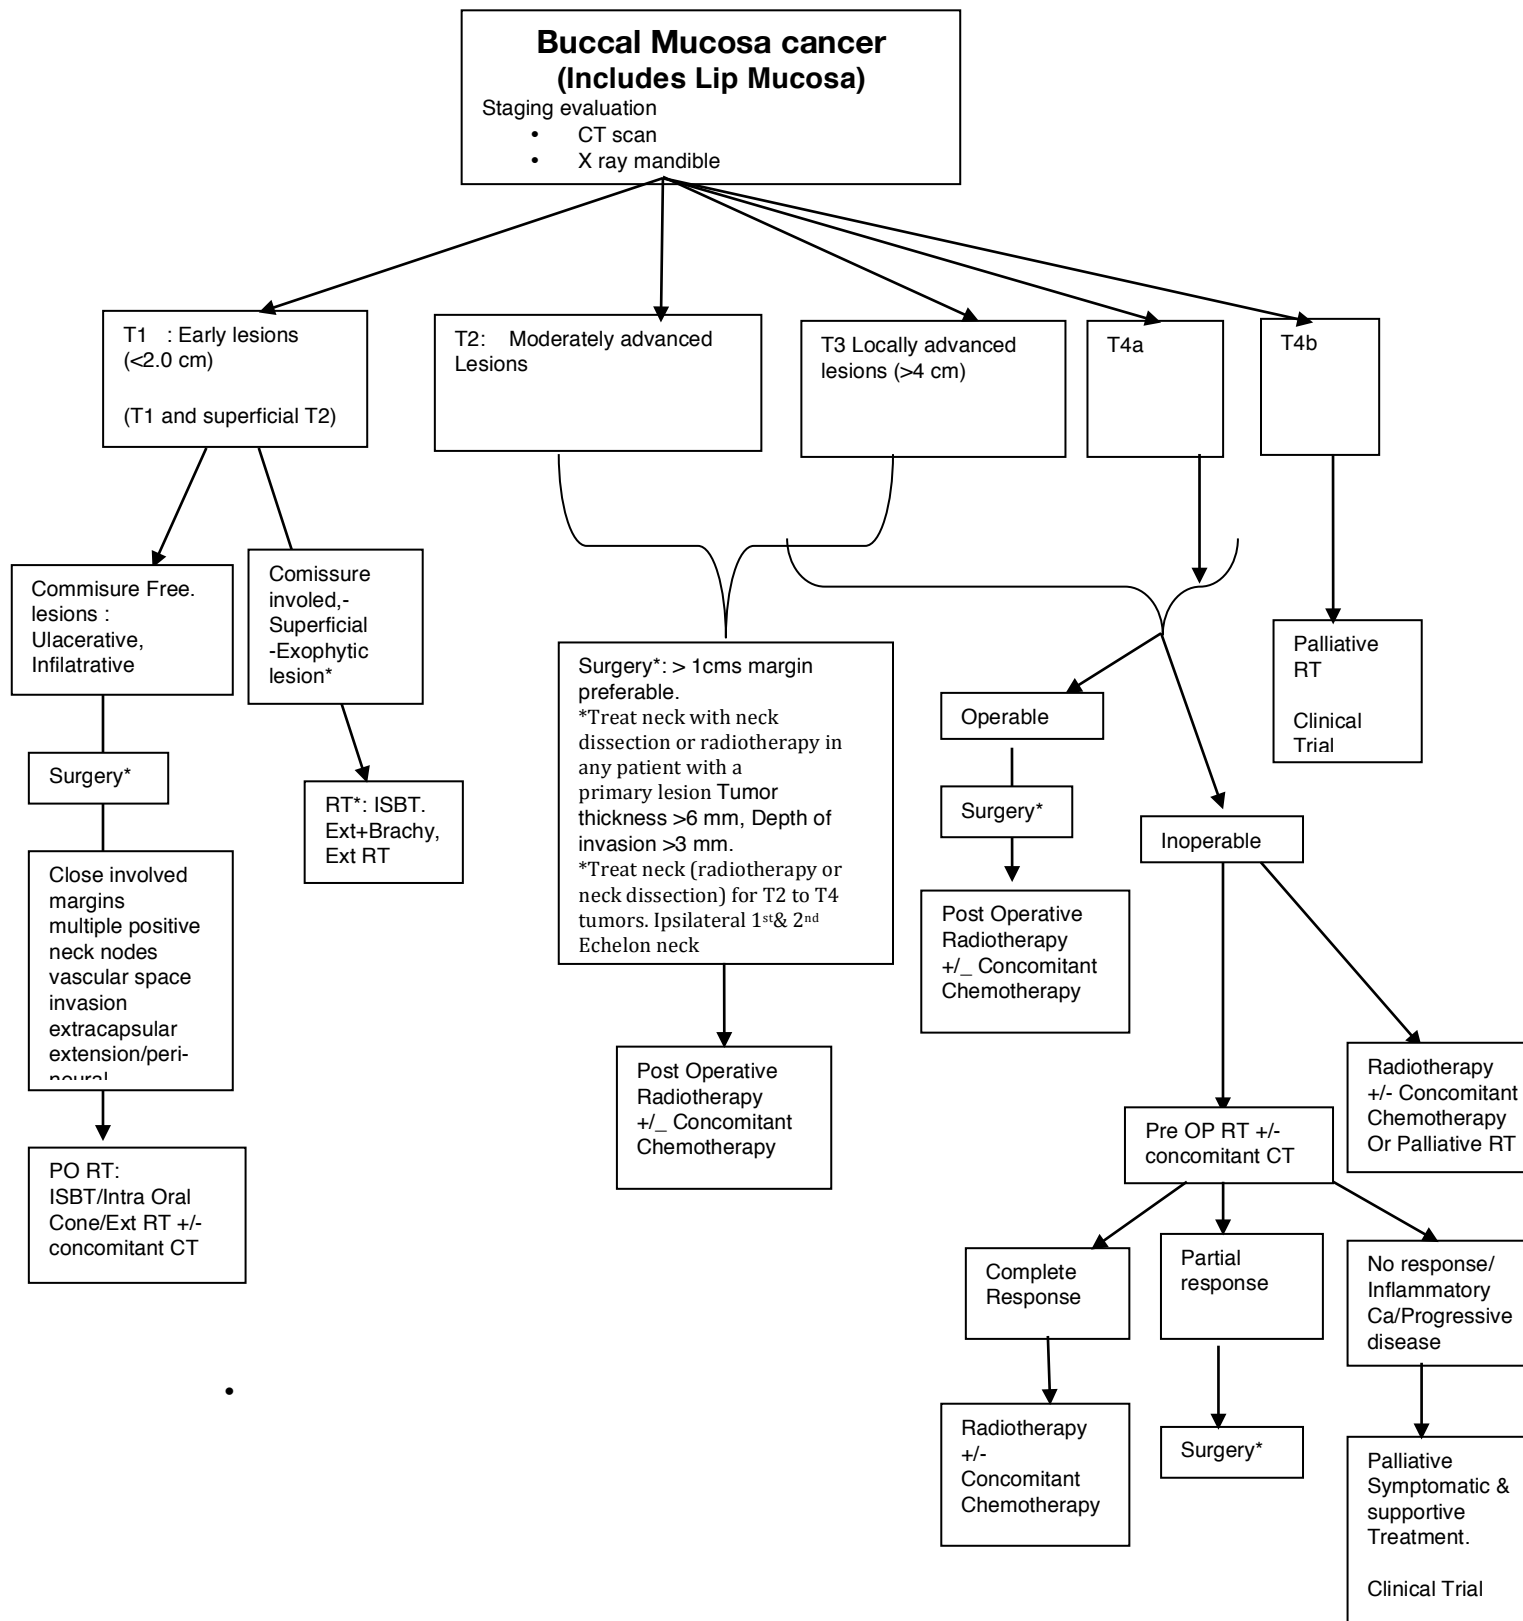 Buccal Mucosa cancer
(Includes Lip Mucosa)
Staging evaluation
• CT scan
• X ray mandible
T1 : Early lesions
(<2.0 cm)
(T1 and superficial T2)
T2: Moderately advanced
Lesions
T3 Locally advanced
lesions (>4 cm)
T4a
T4b
Commisure Free.
lesions :
Ulacerative,
Infilatrative
Comissure
involed,-
Superficial
-Exophytic
lesion*
Surgery*
RT*: ISBT.
Ext+Brachy,
Ext RT
Close involved
margins
multiple positive
neck nodes
vascular space
invasion
extracapsular
extension/peri-
neural
PO RT:
ISBT/Intra Oral
Cone/Ext RT +/-
concomitant CT
Surgery*: > 1cms margin
preferable.
*Treat neck with neck
dissection or radiotherapy in
any patient with a
primary lesion Tumor
thickness >6 mm, Depth of
invasion >3 mm.
*Treat neck (radiotherapy or
neck dissection) for T2 to T4
tumors. Ipsilateral 1st& 2nd
Echelon neck
Post Operative
Radiotherapy
+/_ Concomitant
Chemotherapy
Operable
Surgery*
Post Operative
Radiotherapy
+/_ Concomitant
Chemotherapy
Palliative
RT
Clinical
Trial
Inoperable
Radiotherapy
+/- Concomitant
Chemotherapy
Or Palliative RT
Pre OP RT +/-
concomitant CT
Complete
Response
Partial
response
No response/
Inflammatory
Ca/Progressive
disease
Radiotherapy
+/-
Concomitant
Chemotherapy
Surgery*
Palliative
Symptomatic &
supportive
Treatment.
Clinical Trial
•